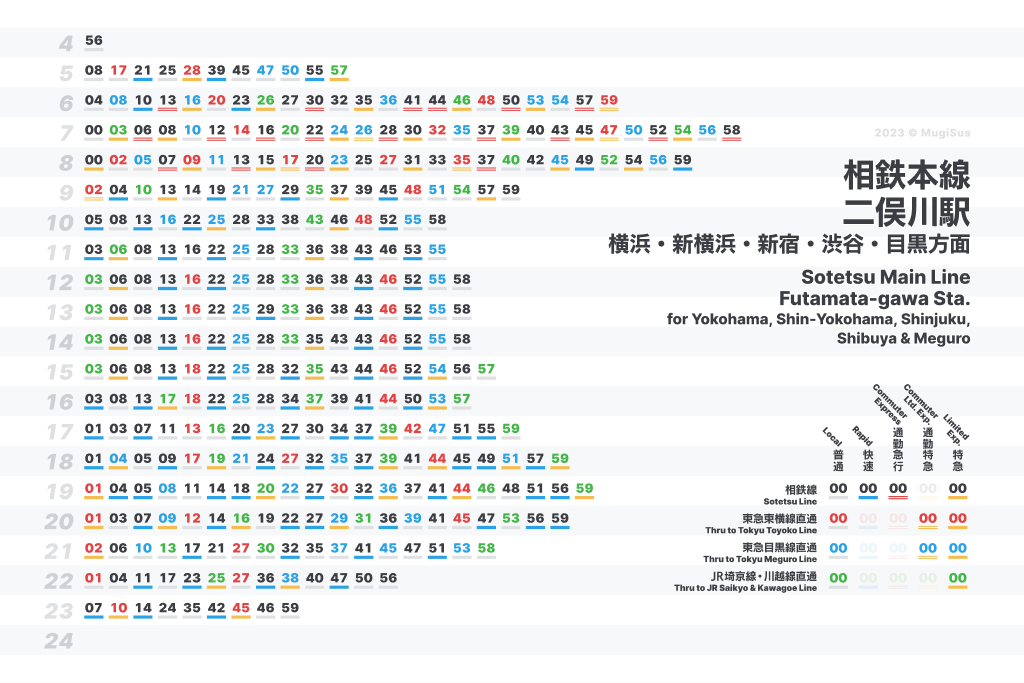 4 56
5 08 17 21 25 28 39 45 47 50 55 57
6 04 08 10 13 16 20 23 26 27 30 32 35 36 41 44 46 48 50 53 54 57 59
7 00 03 06 08 10 12 14 16 20 22 24 26 28 30 32 35 37 39 40 43 45 47 50 52 54 56 58
8 00 02 05 07 09 11 13 15 17 20 23 25 27 31 33 35 37 40 42 45 49 52 54 56 59
9 02 04 10 13 14 19 21 27 29 35 37 39 45 48 51 54 57 59
10 05 08 13 16 22 25 28 33 38 43 46 48 52 55 58
11 03 06 08 13 16 22 25 28 33 36 38 43 46 53 55
12 03 06 08 13 16 22 25 28 33 36 38 43 46 52 55 58
13 03 06 08 13 16 22 25 29 33 36 38 43 46 52 55 58
14 03 06 08 13 16 22 25 28 33 35 43 43 46 52 55 58
15 03 06 08 13 18 22 25 28 32 35 43 44 46 52 54 56 57
16 03 08 13 17 18 22 25 28 34 37 39 41 44 50 53 57
17 01 03 07 11 13 16 20 23 27 30 34 37 39 42 47 51 55 59
18 01 04 05 09 17 19 21 24 27 32 35 37 39 41 44 45 49 51 57 59
19 01 04 05 08 11 14 18 20 22 27 30 32 36 37 41 44 46 48 51 56 59
20 01 03 07 09 12 14 16 19 22 27 29 31 36 39 41 45 47 53 56 59
21 02 06 10 13 17 21 27 30 32 35 37 41 45 47 51 53 58
22 01 04 11 17 23 25 27 36 38 40 47 50 56
23 07 10 14 24 35 42 45 46 59
24
2023 © MugiSus
相鉄本線
二俣川駅
横浜・新横浜・新宿・渋谷・目黒方面
Sotetsu Main Line
Futamata-gawa Sta.
for Yokohama, Shin-Yokohama, Shinjuku,
Shibuya & Meguro
Local 普通
Rapid 快速
Commuter Express 通勤急行
Commuter Ltd. Exp. 通勤特急
Limited Exp. 特急
相鉄線 00 00 00 00 00
Sotetsu Line
東急東横線直通 00 00 00 00 00
Thru to Tokyu Toyoko Line
東急目黒線直通 00 00 00 00 00
Thru to Tokyu Meguro Line
JR埼京線・川越線直通 00 00 00 00 00
Thru to JR Saikyo & Kawagoe Line